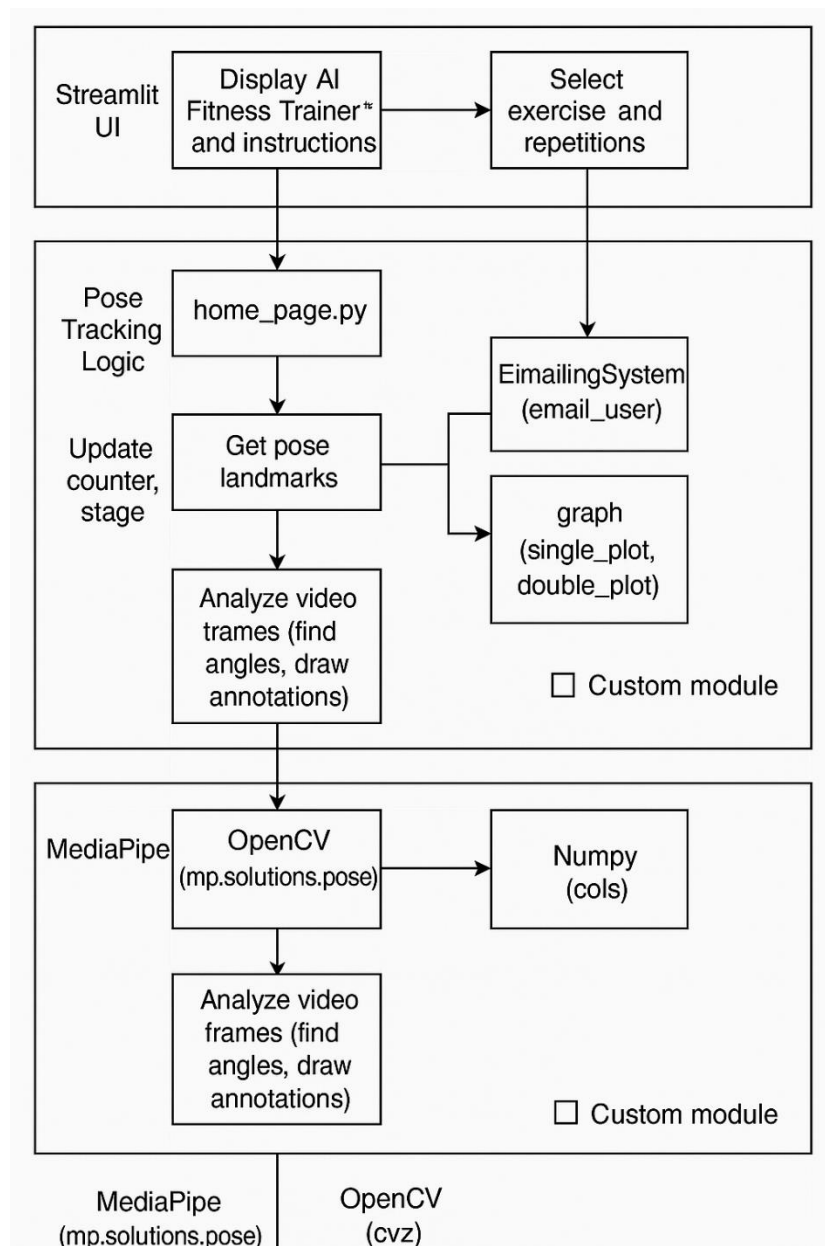 Streamlit
UI
Display AI
Fitness Trainer
and instructions
Select
exercise and
repetitions
Pose
Tracking
Logic
home_page.py
EimailingSystem
(email_user)
Update
counter,
stage
Get pose
landmarks
graph
(single_plot,
double_plot)
Analyze video
trames (find
angles, draw
annotations)
Custom module
MediaPipe
OpenCV
(mp.solutions.pose)
Numpy
(cols)
Analyze video
frames (find
angles, draw
annotations)
Custom module
MediaPipe
(mp.solutions.pose)
OpenCV
(cvz)